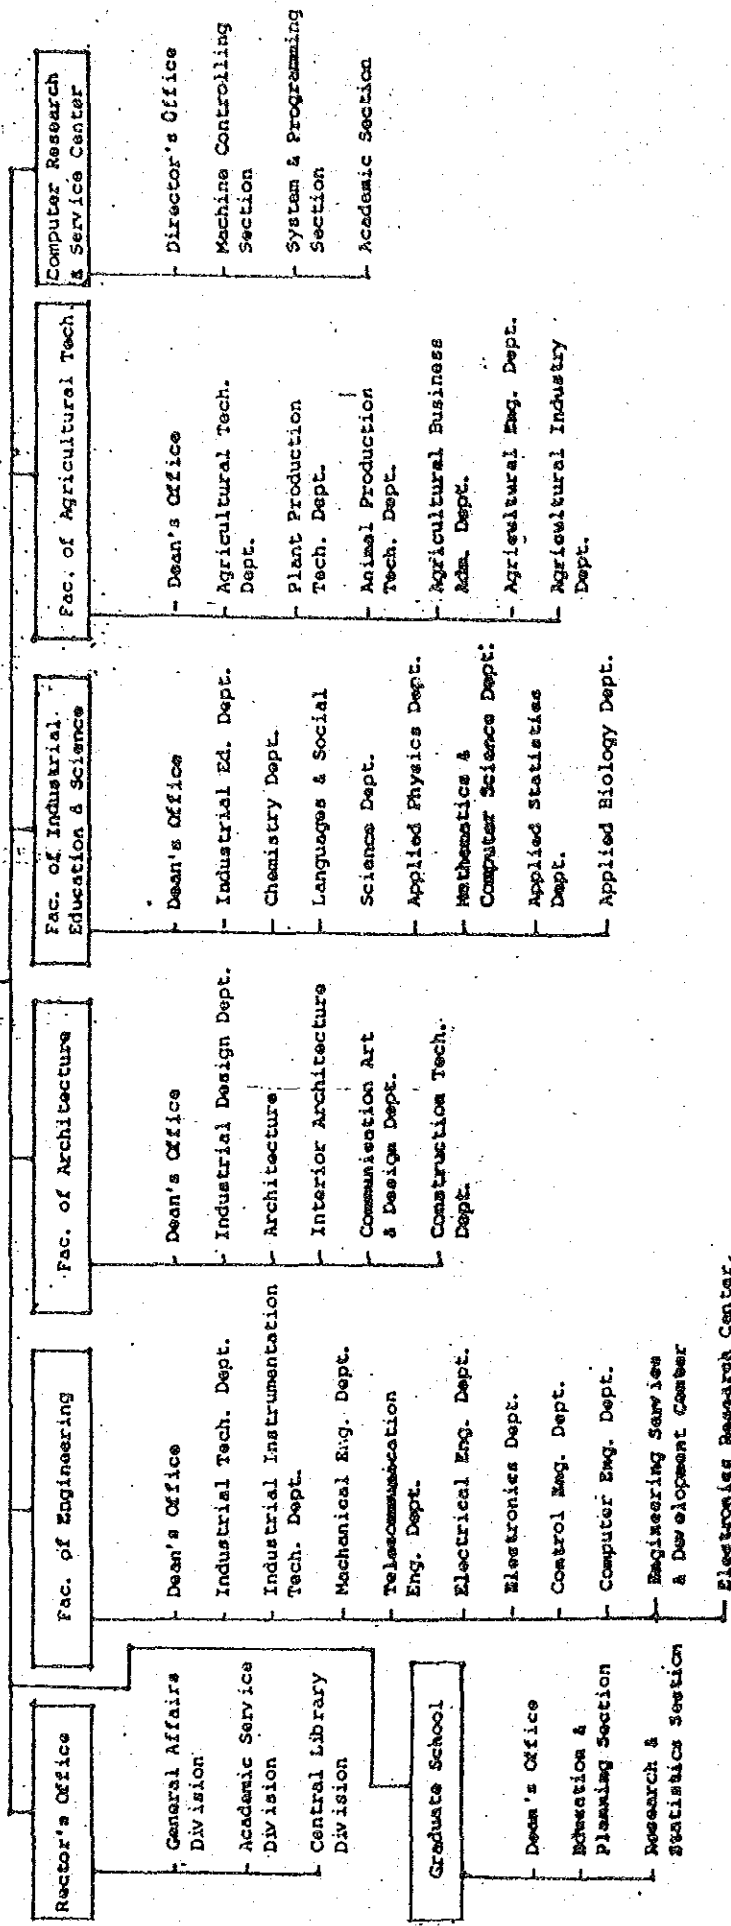 Rector's Office
General Affairs
Division
Academic Service
Division
Central Library
Division
Graduate School
Dean's Office
Education &
Planning Section
Research &
Statistics Section
Fac. of Engineering
Dean's Office
Industrial Tech. Dept.
Industrial Instrumentation
Tech. Dept.
Mechanical Eng. Dept.
Telecommunication
Eng. Dept.
Electrical Eng. Dept.
Electronics Dept.
Control Eng. Dept.
Computer Eng. Dept.
Engineering Service
& Development Center
Electronics Research Center.
Fac. of Architecture
Dean's Office
Industrial Design Dept.
Architecture
Interior Architecture
Communication Art
& Design Dept.
Construction Tech.
Dept.
Fac. of Industrial
Education & Science
Dean's Office
Industrial Ed. Dept.
Chemistry Dept.
Languages & Social
Science Dept.
Applied Physics Dept.
Mathematics &
Computer Science Dept.
Applied Statistics
Dept.
Applied Biology Dept.
Fac. of Agricultural Tech.
Dean's Office
Agricultural Tech.
Dept.
Plant Production
Tech. Dept.
Animal Production
Tech. Dept.
Agricultural Business
Adm. Dept.
Agricultural Eng. Dept.
Agricultural Industry
Dept.
Computer Research
& Service Center
Director's Office
Machine Controlling
Section
System & Programming
Section
Academic Section